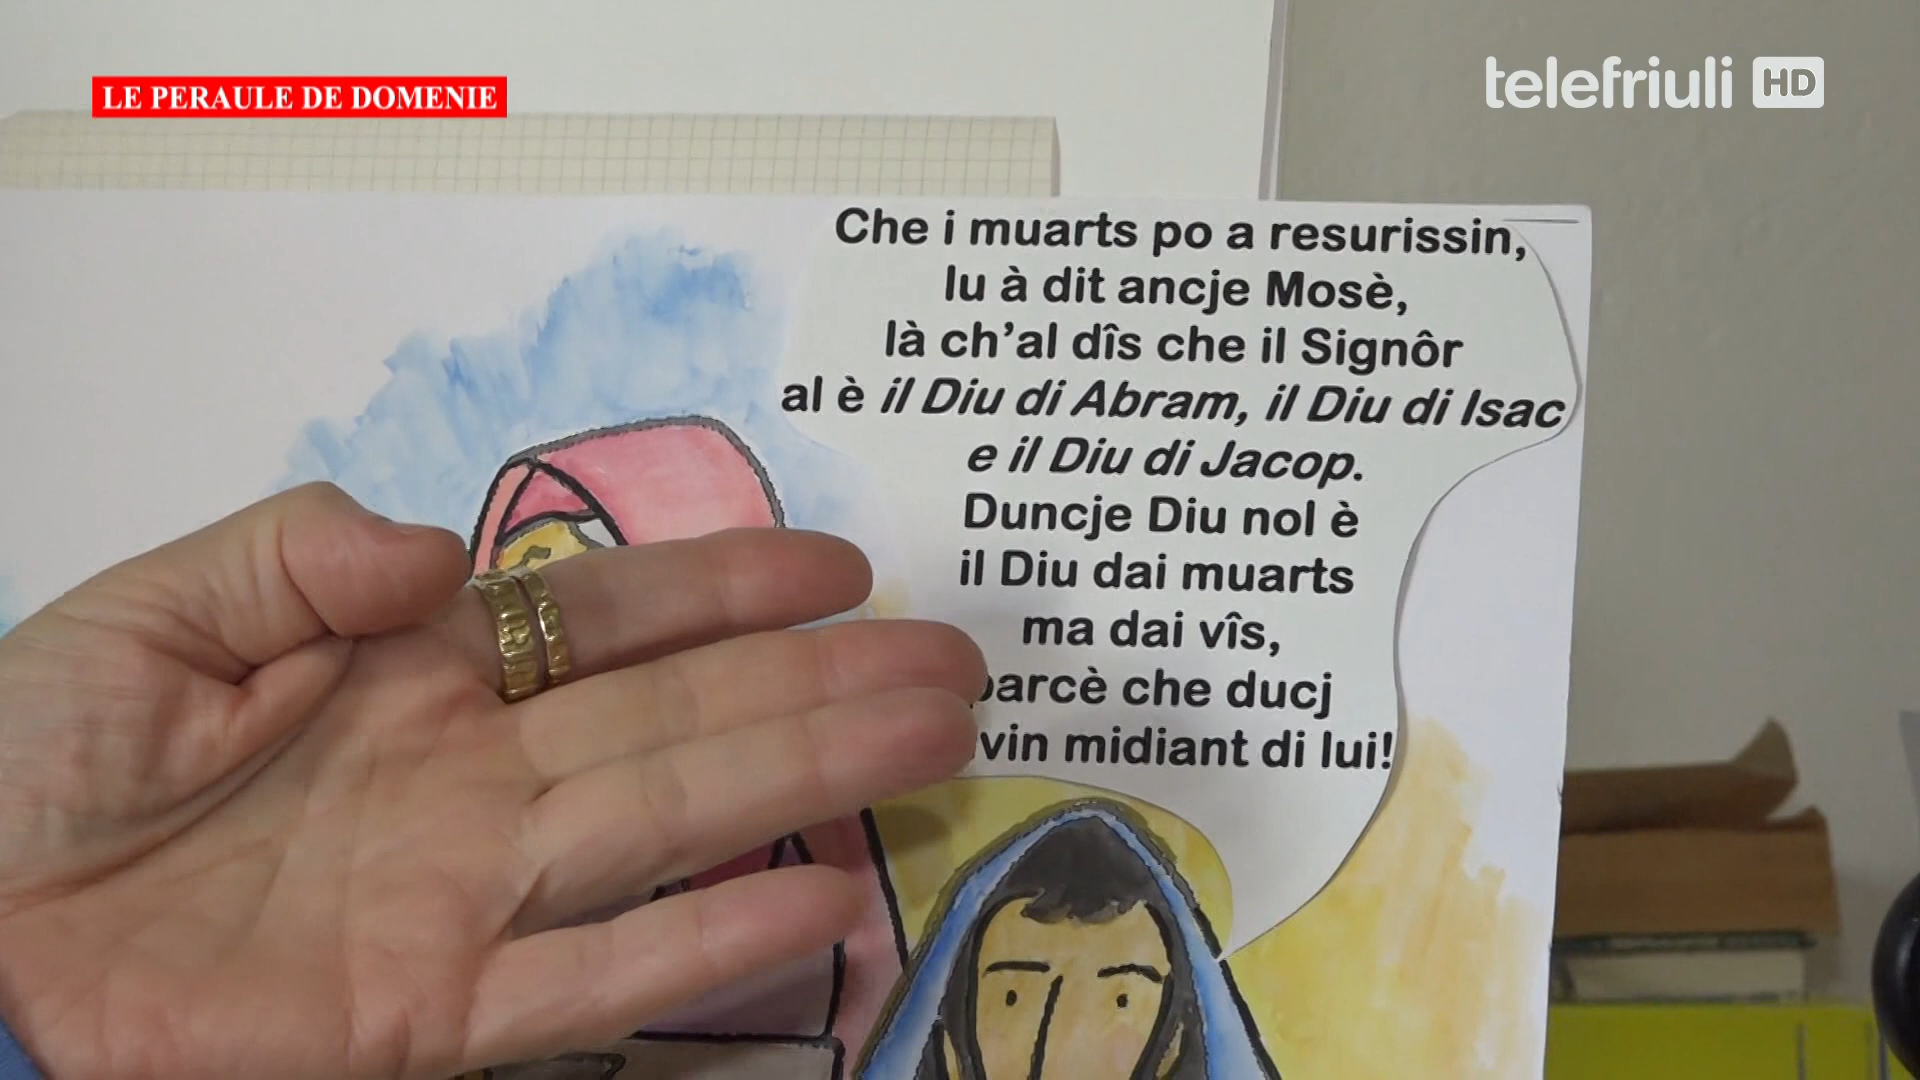 LE PERAULE DE DOMENIE
telefriuli HD
Che i muarts po a resurissin,
lu à dit ancje Mosè,
là ch'al dîs che il Signôr
al è il Diu di Abram, il Diu di Isac
e il Diu di Jacop.
Duncje Diu nol è
il Diu dai muarts
ma dai vîs,
parcè che ducj
midiant di lui!